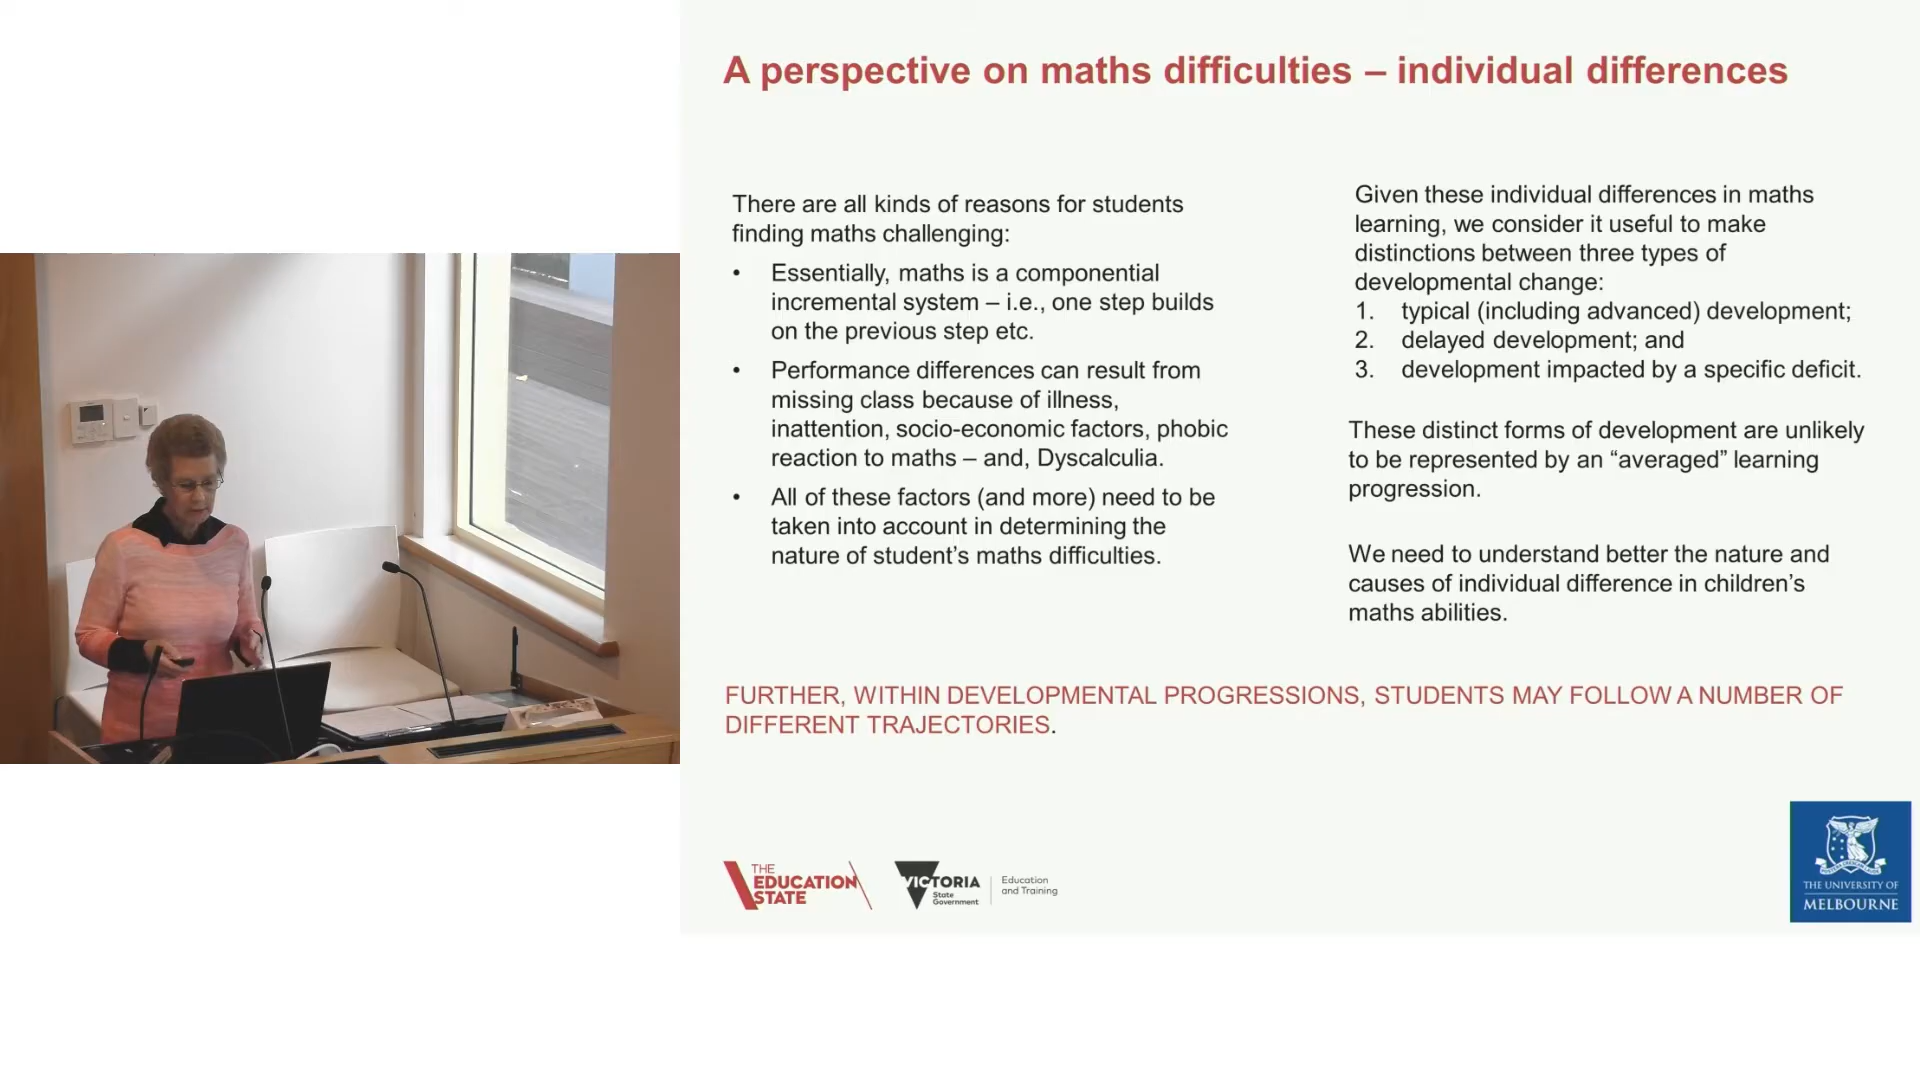 A perspective on maths difficulties – individual differences
There are all kinds of reasons for students
finding maths challenging:
• Essentially, maths is a componential
incremental system – i.e., one step builds
on the previous step etc.
• Performance differences can result from
missing class because of illness,
inattention, socio-economic factors, phobic
reaction to maths – and, Dyscalculia.
• All of these factors (and more) need to be
taken into account in determining the
nature of student’s maths difficulties.
Given these individual differences in maths
learning, we consider it useful to make
distinctions between three types of
developmental change:
1. typical (including advanced) development;
2. delayed development; and
3. development impacted by a specific deficit.
These distinct forms of development are unlikely
to be represented by an “averaged” learning
progression.
We need to understand better the nature and
causes of individual difference in children’s
maths abilities.
FURTHER, WITHIN DEVELOPMENTAL PROGRESSIONS, STUDENTS MAY FOLLOW A NUMBER OF
DIFFERENT TRAJECTORIES.
THE
EDUCATION
STATE
VICTORIA
State
Government
Education
and Training
THE UNIVERSITY OF
MELBOURNE